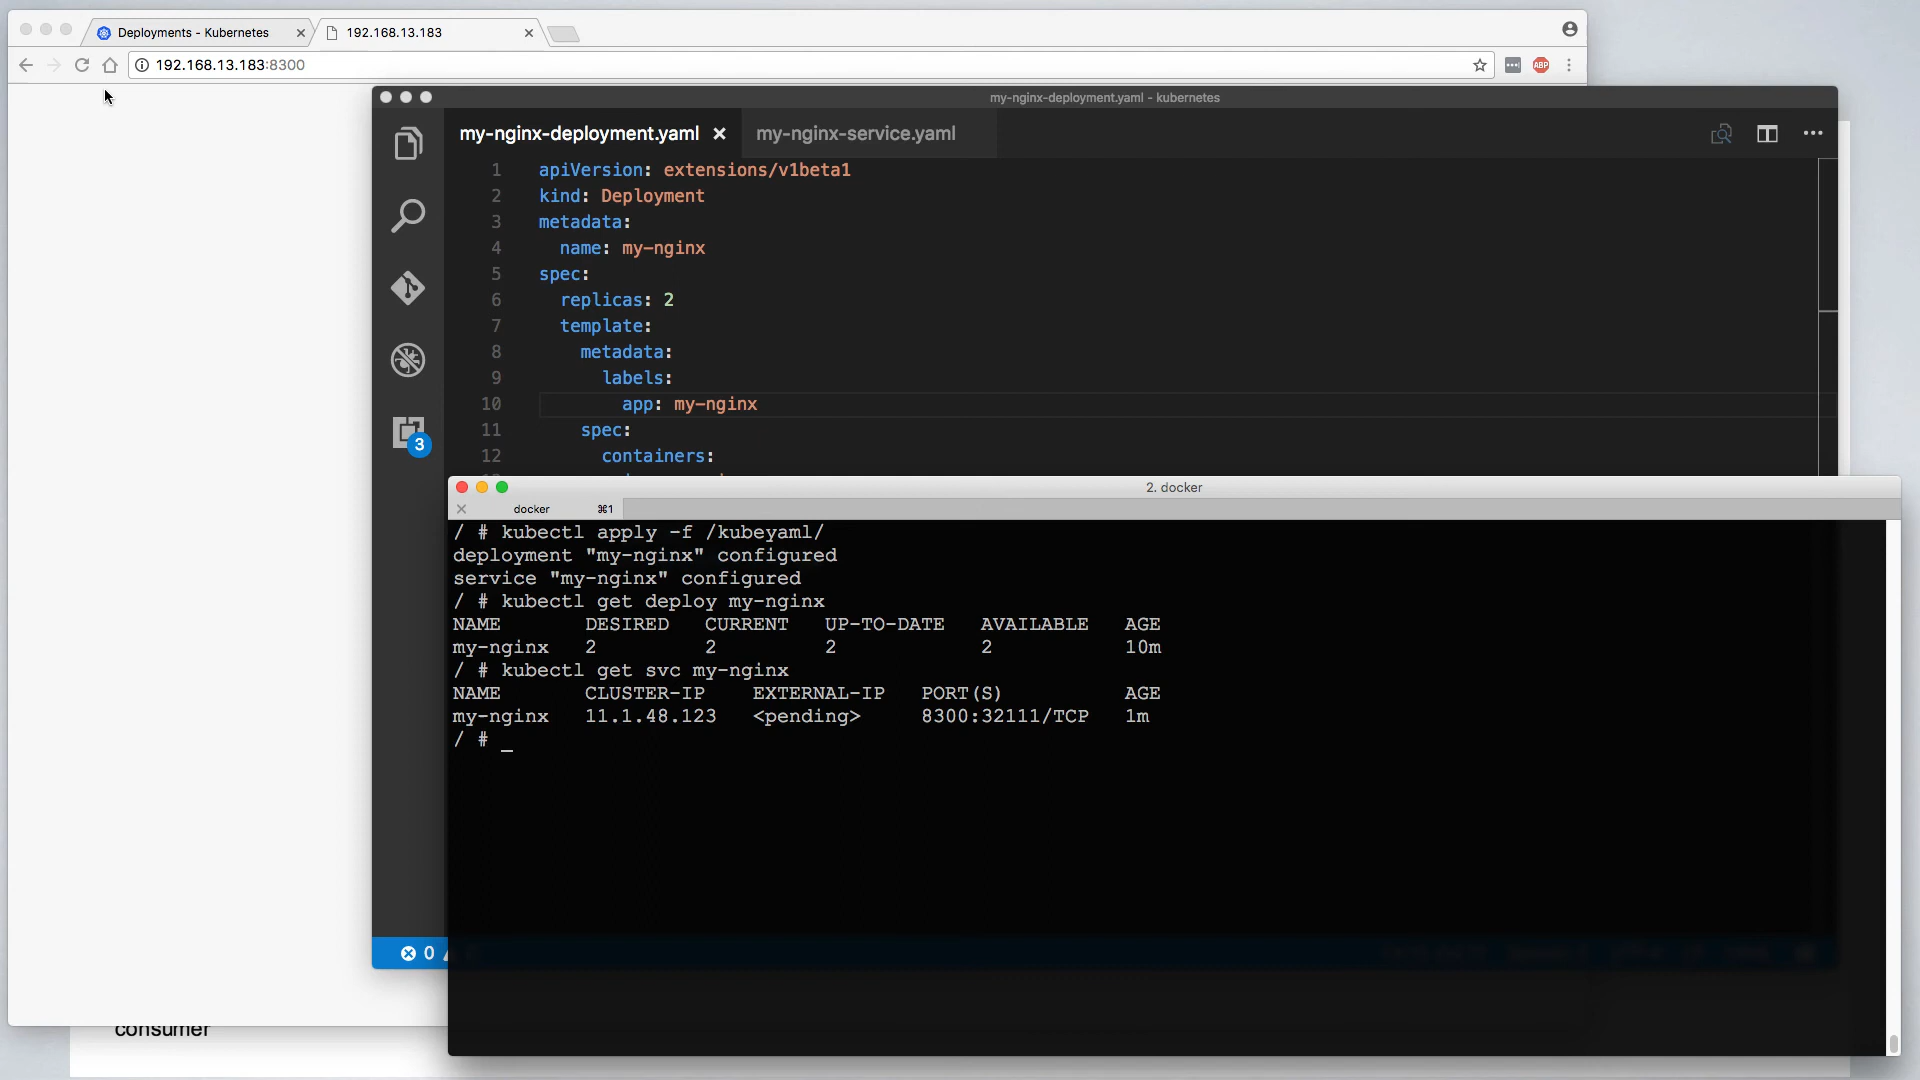 Deployments - Kubernetes
192.168.13.183
192.168.13.183:8300
ABP
my-nginx-deployment.yaml - kubernetes
my-nginx-deployment.yaml my-nginx-service.yaml
1 apiVersion: extensions/v1beta1
2 kind: Deployment
3 metadata:
4 name: my-nginx
5 spec:
6 replicas: 2
7 template:
8 metadata:
9 labels:
10 app: my-nginx
11 spec:
12 containers:
3
2. docker
docker ⌘1
/ # kubectl apply -f /kubeyaml/
deployment "my-nginx" configured
service "my-nginx" configured
/ # kubectl get deploy my-nginx
NAME DESIRED CURRENT UP-TO-DATE AVAILABLE AGE
my-nginx 2 2 2 2 10m
/ # kubectl get svc my-nginx
NAME CLUSTER-IP EXTERNAL-IP PORT(S) AGE
my-nginx 11.1.48.123 <pending> 8300:32111/TCP 1m
/ # _
0
consumer